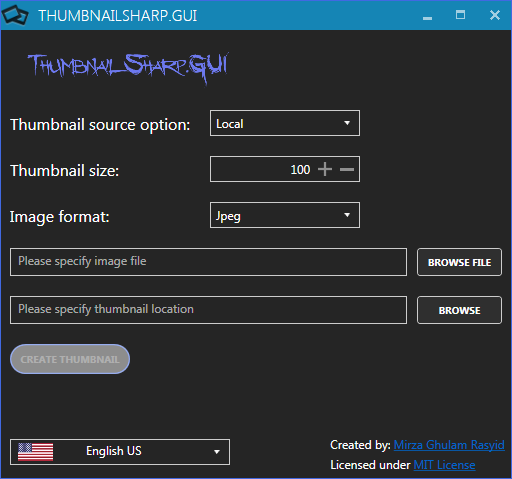 THUMBNAILSHARP.GUI
ThumbnailSharp.GUI
Thumbnail source option: Local
Thumbnail size: 100
Image format: Jpeg
Please specify image file BROWSE FILE
Please specify thumbnail location BROWSE
CREATE THUMBNAIL
English US
Created by: Mirza Ghulam Rasyid
Licensed under MIT License